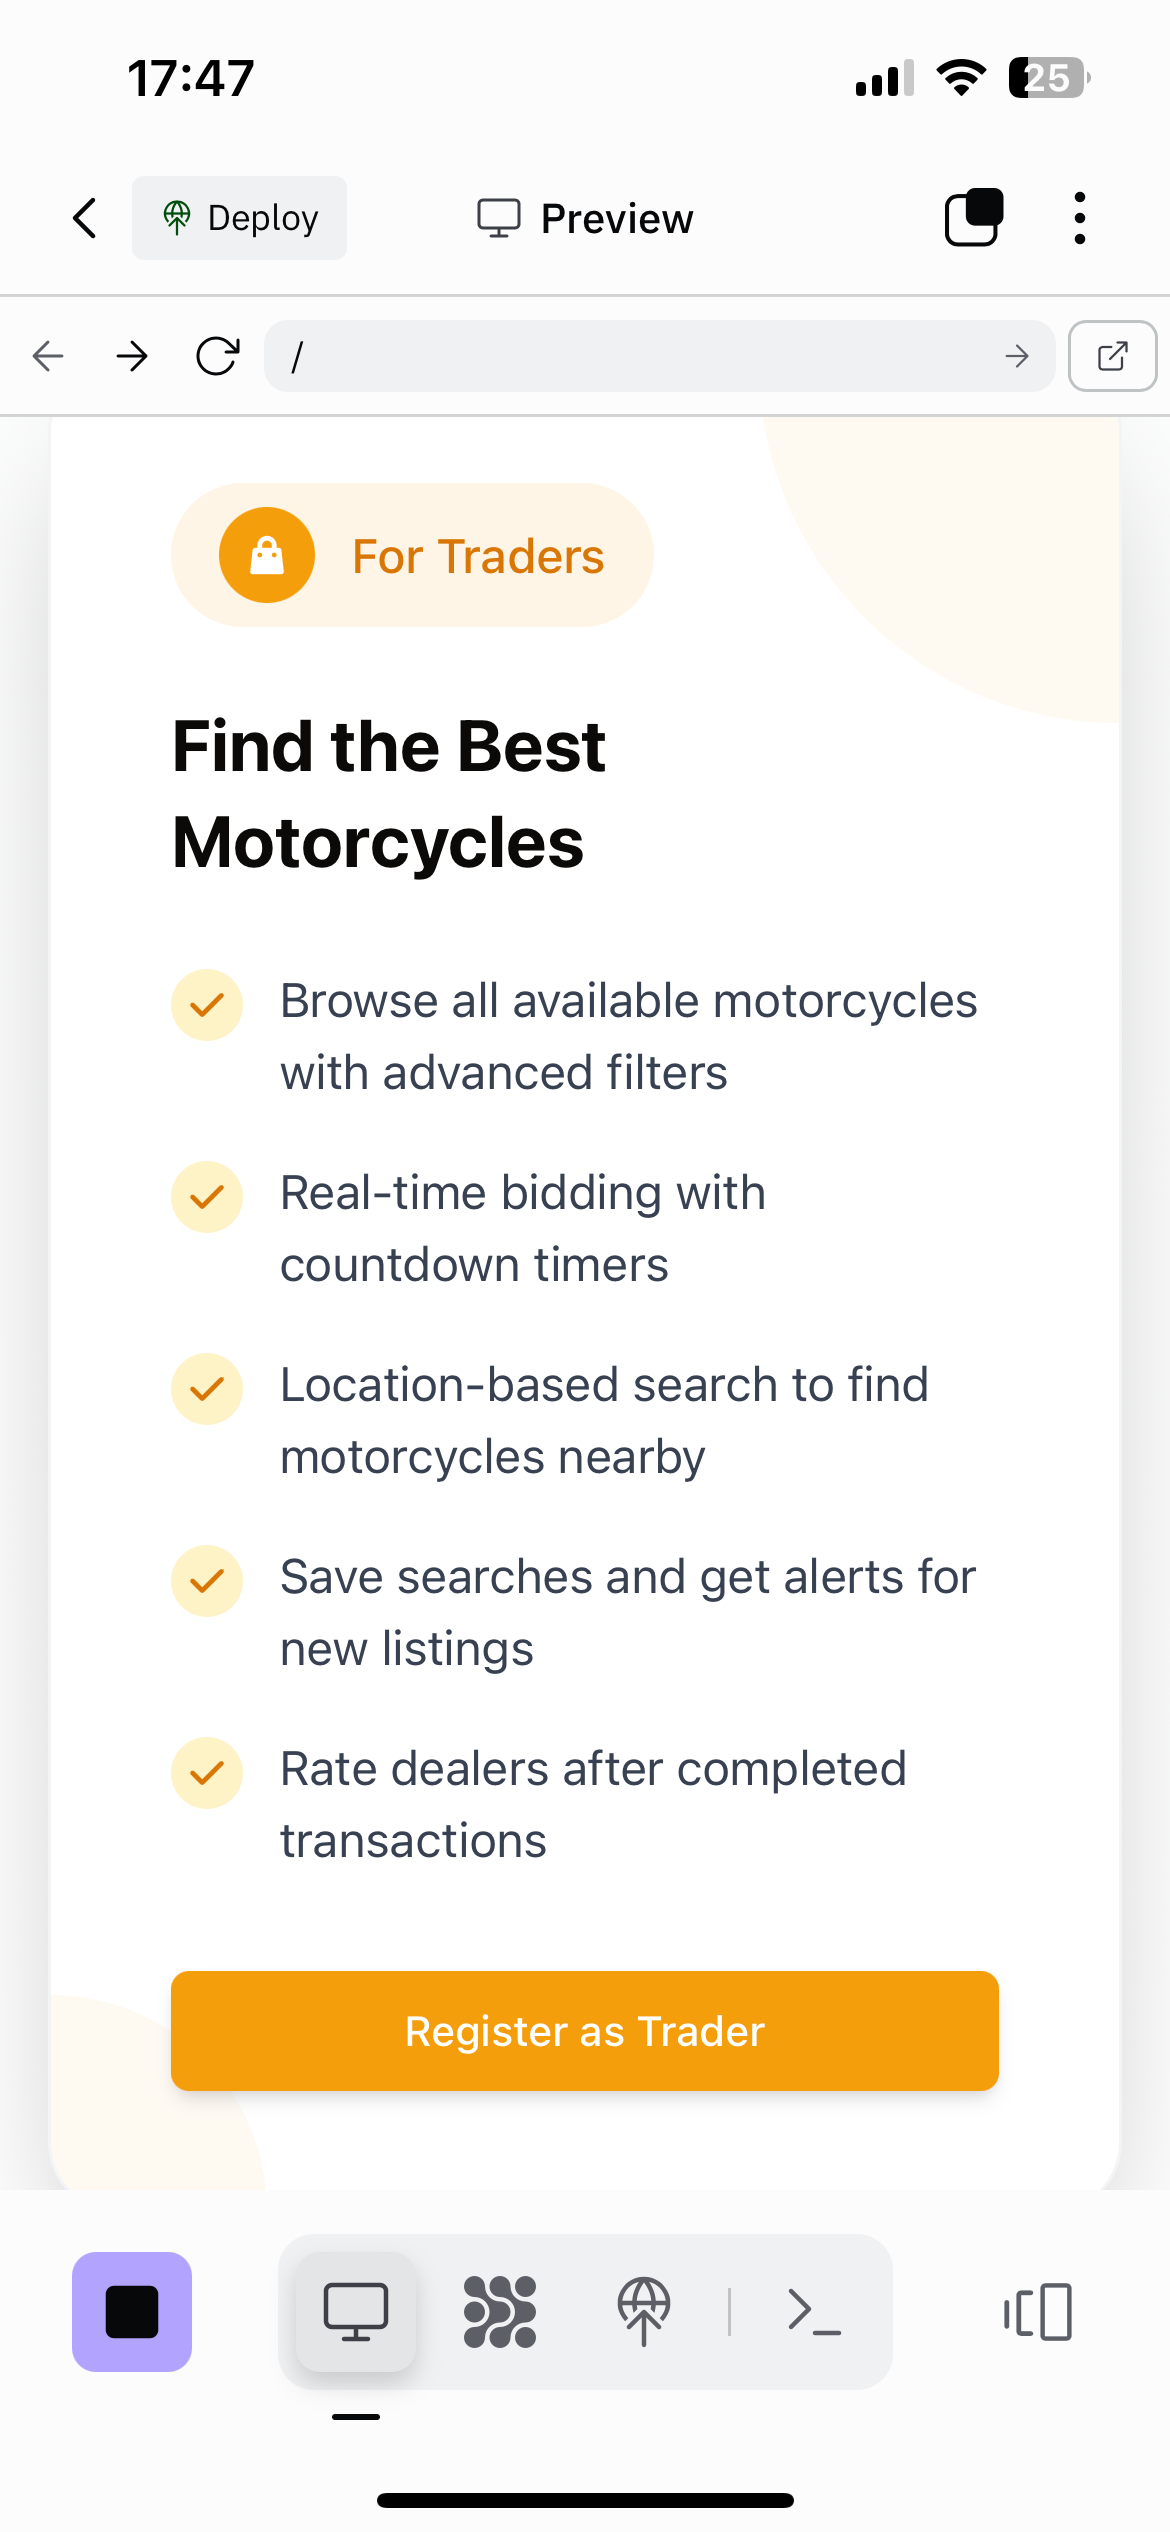 17:47
25
Deploy
Preview
/
For Traders
Find the Best
Motorcycles
Browse all available motorcycles
with advanced filters
Real-time bidding with
countdown timers
Location-based search to find
motorcycles nearby
Save searches and get alerts for
new listings
Rate dealers after completed
transactions
Register as Trader